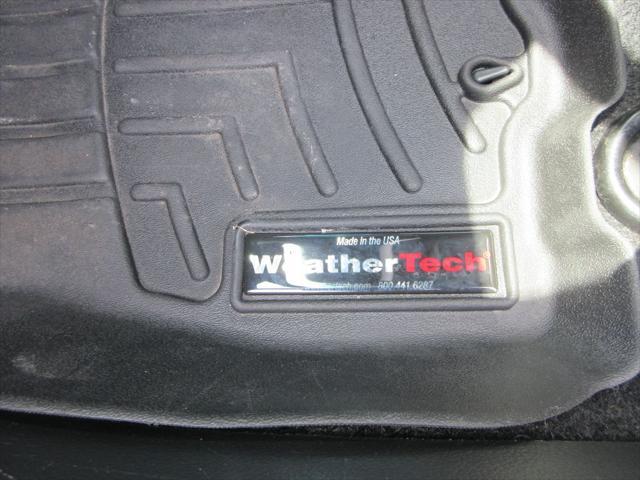 Made In the USA
WeatherTech
800.441.6287